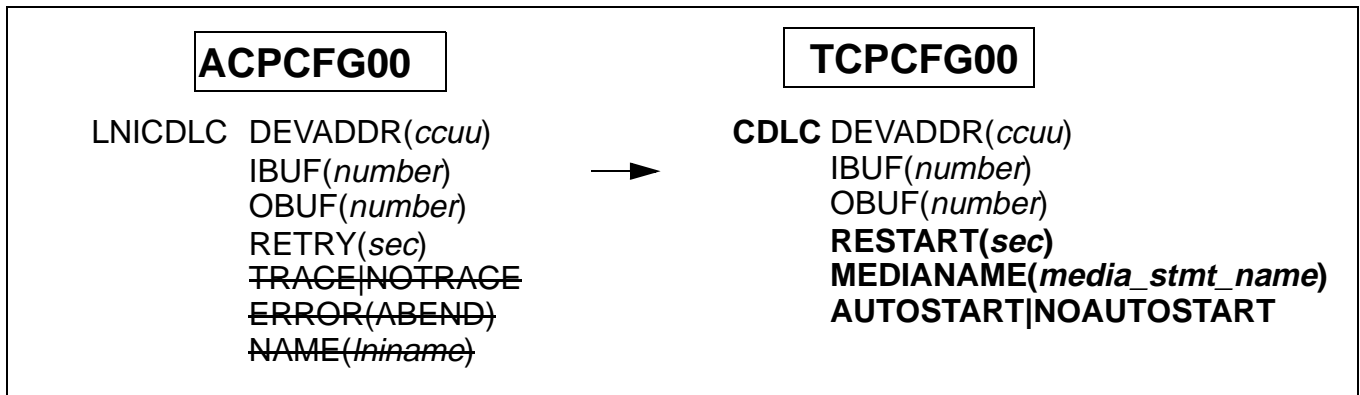 ACPCFG00
TCPCFG00
LNICDLC DEVADDR(ccuu)
IBUF(number)
OBUF(number)
RETRY(sec)
TRACE|NOTRACE
ERROR(ABEND)
NAME(lniname)
CDLC DEVADDR(ccuu)
IBUF(number)
OBUF(number)
RESTART(sec)
MEDIANAME(media_stmt_name)
AUTOSTART|NOAUTOSTART